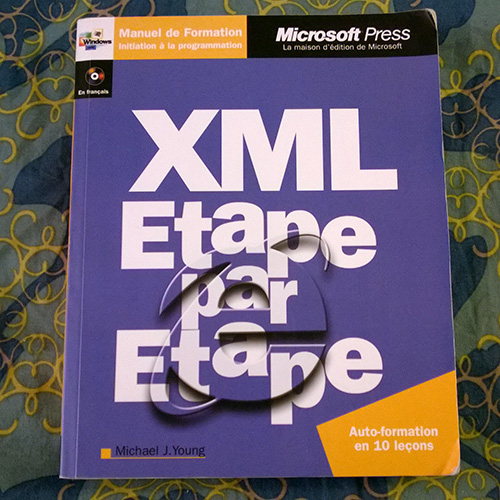 Windows
En français
Manuel de Formation
Initiation à la programmation
Microsoft Press
La maison d'édition de Microsoft
XML
Etape
par
Etape
Michael J. Young
Auto-formation
en 10 leçons